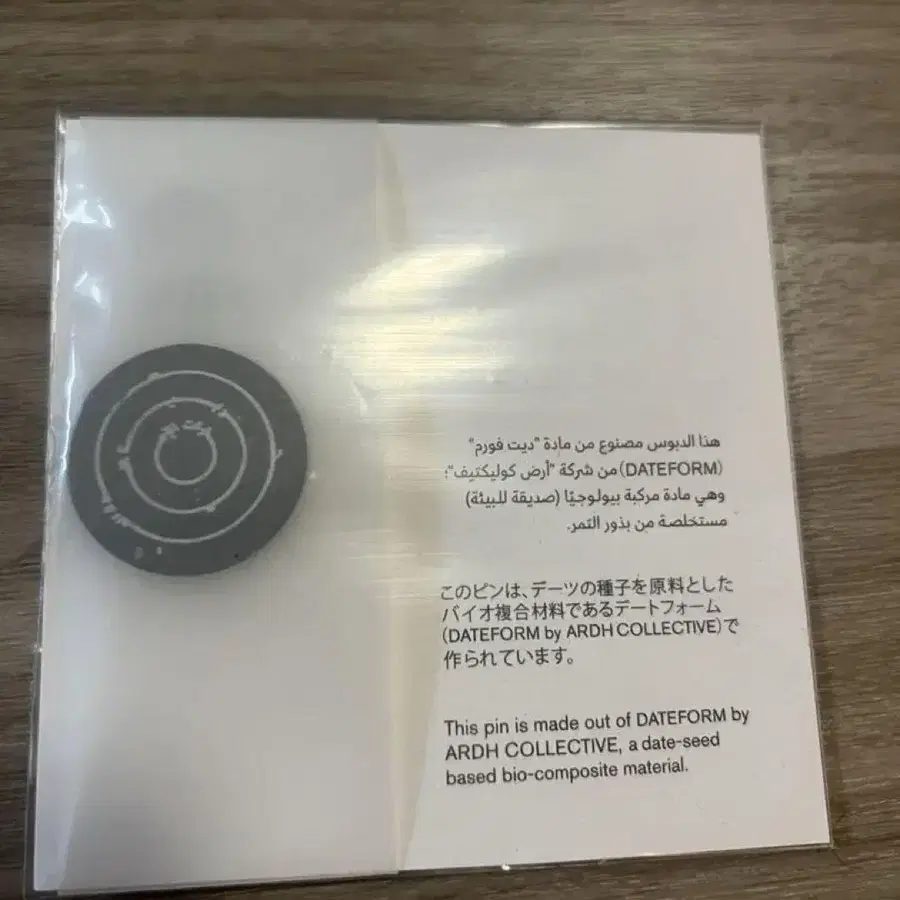 هذا الدبوس مصنوع من مادة "ديت فورم"
(DATEFORM) من شركة "أرض كوليكتيف"؛
وهي مادة مركبة بيولوجيًا (صديقة للبيئة)
مستخلصة من بذور التمر.
このピンは、デーツの種子を原料とした
バイオ複合材料であるデートフォーム
(DATEFORM by ARDH COLLECTIVE)で
作られています。
This pin is made out of DATEFORM by
ARDH COLLECTIVE, a date-seed
based bio-composite material.